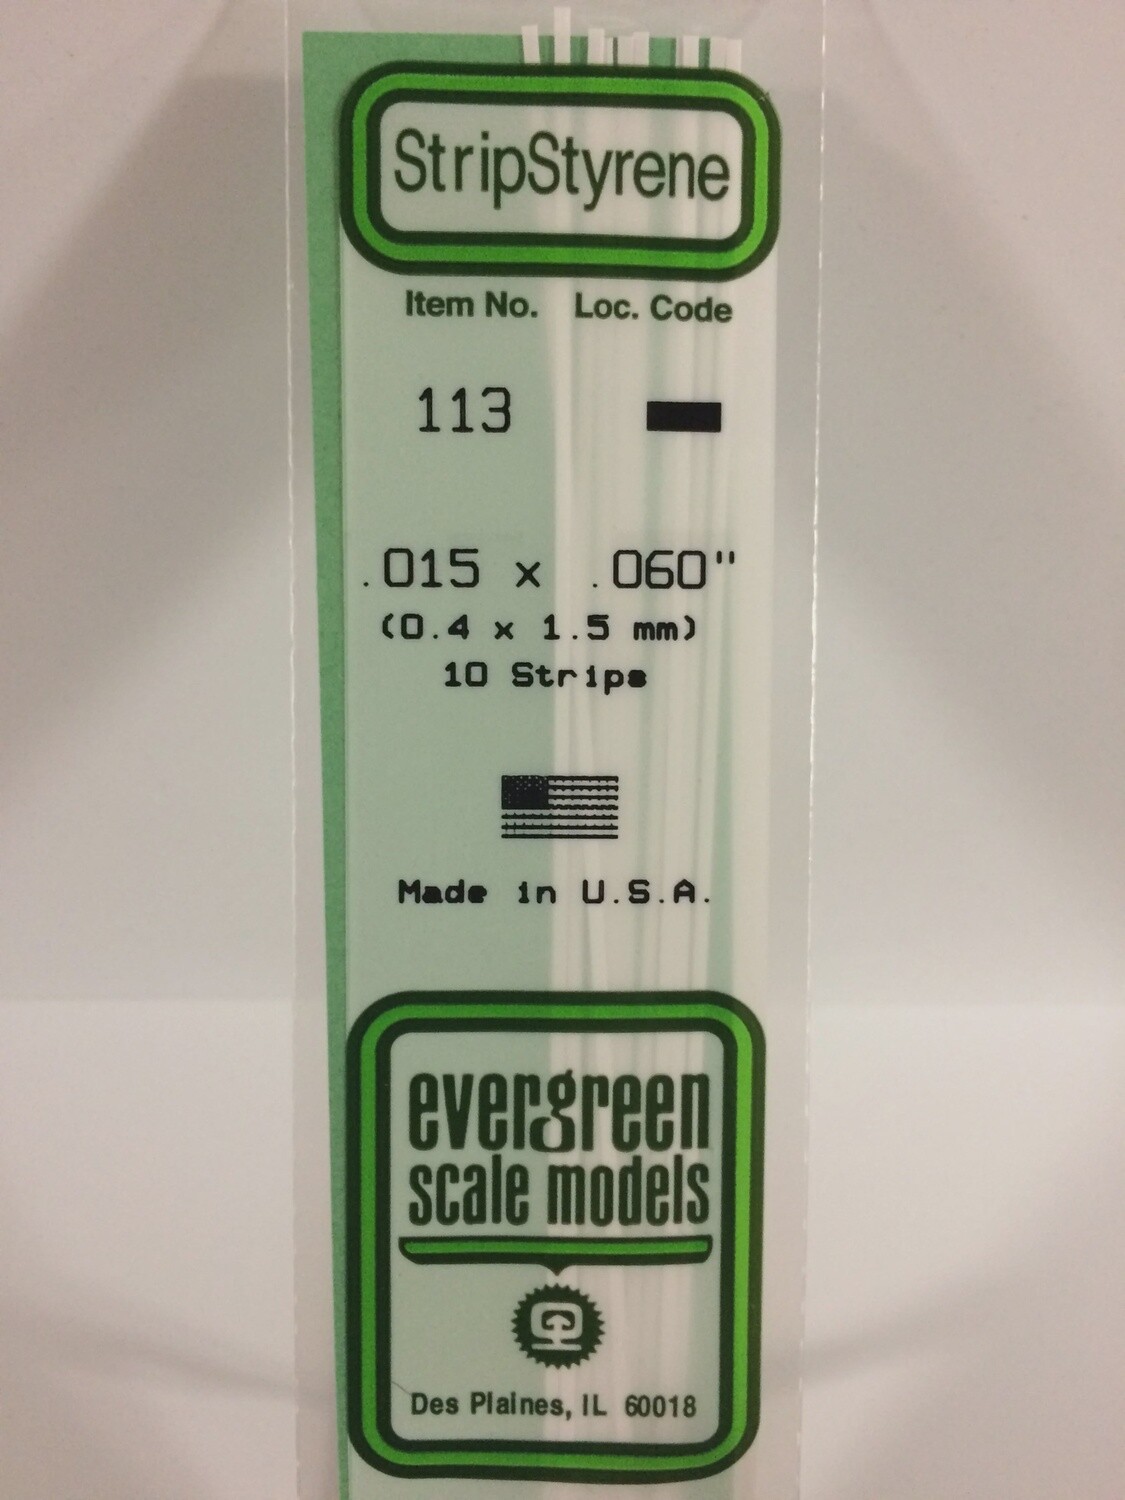 StripStyrene
Item No. Loc. Code
113
.015 x .060"
(0.4 x 1.5 mm)
10 Strips
Made in U.S.A.
evergreen
scale models
Des Plaines, IL 60018